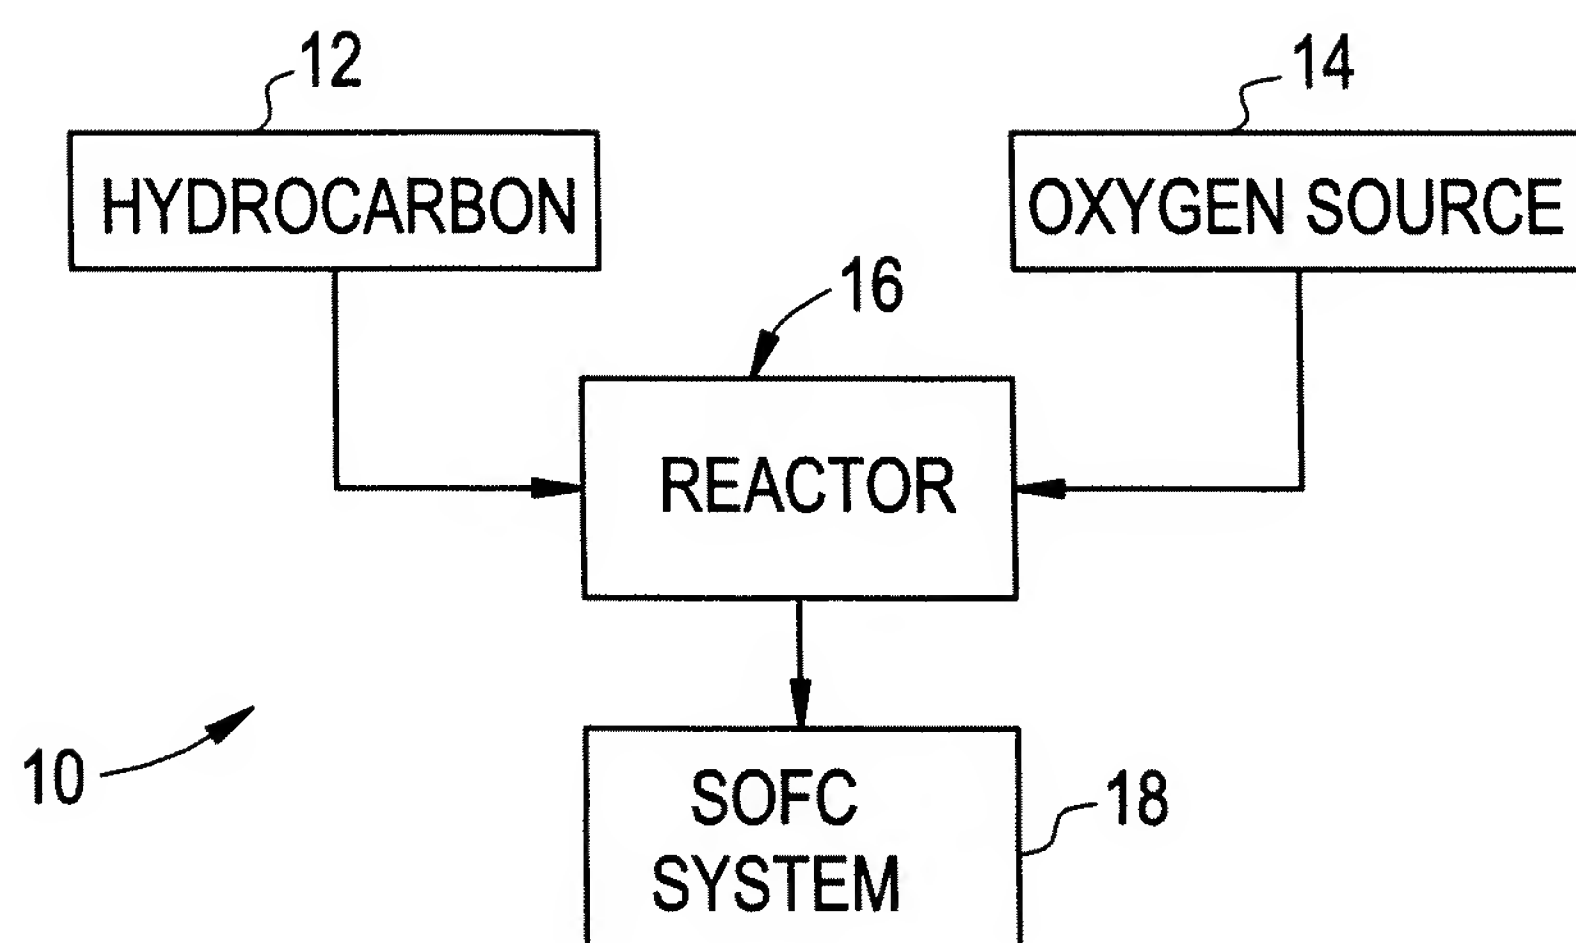 12
14
HYDROCARBON
OXYGEN SOURCE
16
REACTOR
10
SOFC
SYSTEM
18